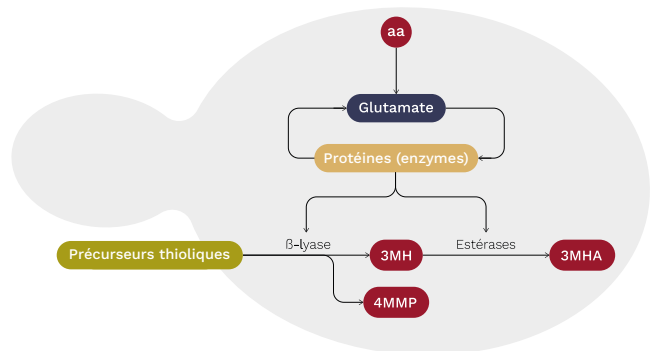 aa
Glutamate
Protéines (enzymes)
ß-lyase
Estérases
Précurseurs thioliques
3MH
3MHA
4MMP